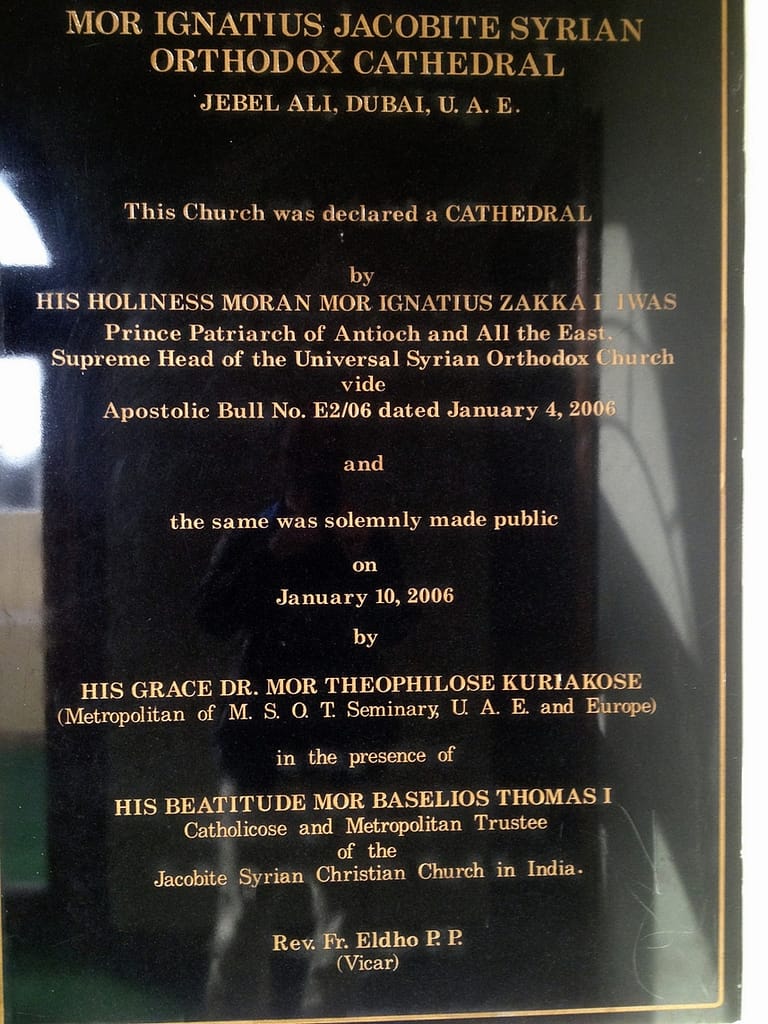 MOR IGNATIUS JACOBITE SYRIAN
ORTHODOX CATHEDRAL
JEBEL ALI, DUBAI, U. A. E.
This Church was declared a CATHEDRAL
by
HIS HOLINESS MORAN MOR IGNATIUS ZAKKA I IWAS
Prince Patriarch of Antioch and All the East.
Supreme Head of the Universal Syrian Orthodox Church
vide
Apostolic Bull No. E2/06 dated January 4, 2006
and
the same was solemnly made public
on
January 10, 2006
by
HIS GRACE DR. MOR THEOPHILOSE KURIAKOSE
(Metropolitan of M. S. O. T. Seminary, U. A. E. and Europe)
in the presence of
HIS BEATITUDE MOR BASELIOS THOMAS I
Catholicose and Metropolitan Trustee
of the
Jacobite Syrian Christian Church in India.
Rev. Fr. Eldho P. P.
(Vicar)